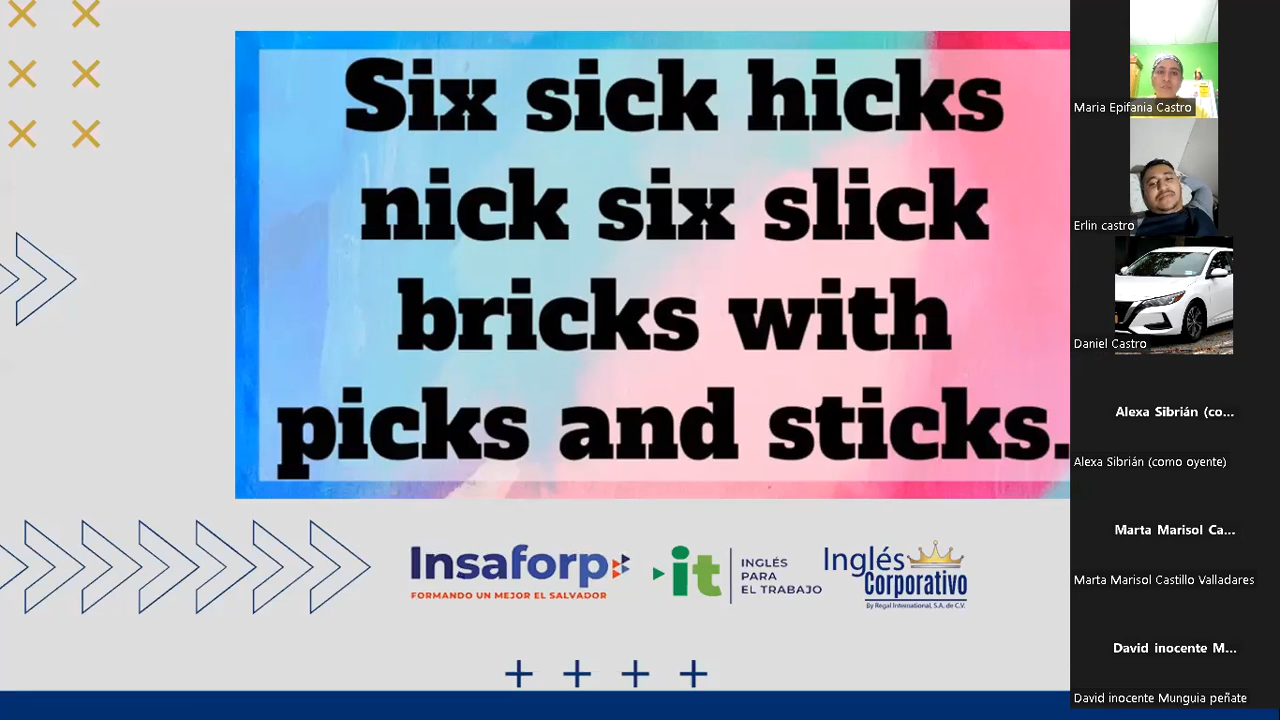 Six sick hicks
nick six slick
bricks with
picks and sticks.
Insaforp
FORMANDO UN MEJOR EL SALVADOR
it
INGLÉS
PARA
EL TRABAJO
Inglés
Corporativo
By Regal International, S.A. de C.V.
Maria Epifania Castro
Erlin castro
Daniel Castro
Alexa Sibrián (co...
Alexa Sibrián (como oyente)
Marta Marisol Ca...
Marta Marisol Castillo Valladares
David inocente M...
David inocente Munguia peñate